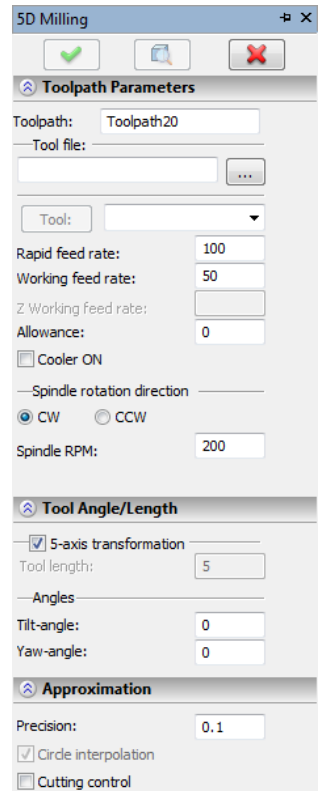 5D Milling
Toolpath Parameters
Toolpath: Toolpath20
Tool file:
...
Tool:
Rapid feed rate: 100
Working feed rate: 50
Z Working feed rate:
Allowance: 0
Cooler ON
Spindle rotation direction
CW CCW
Spindle RPM: 200
Tool Angle/Length
5-axis transformation
Tool length: 5
Angles
Tilt-angle: 0
Yaw-angle: 0
Approximation
Precision: 0.1
Circle interpolation
Cutting control